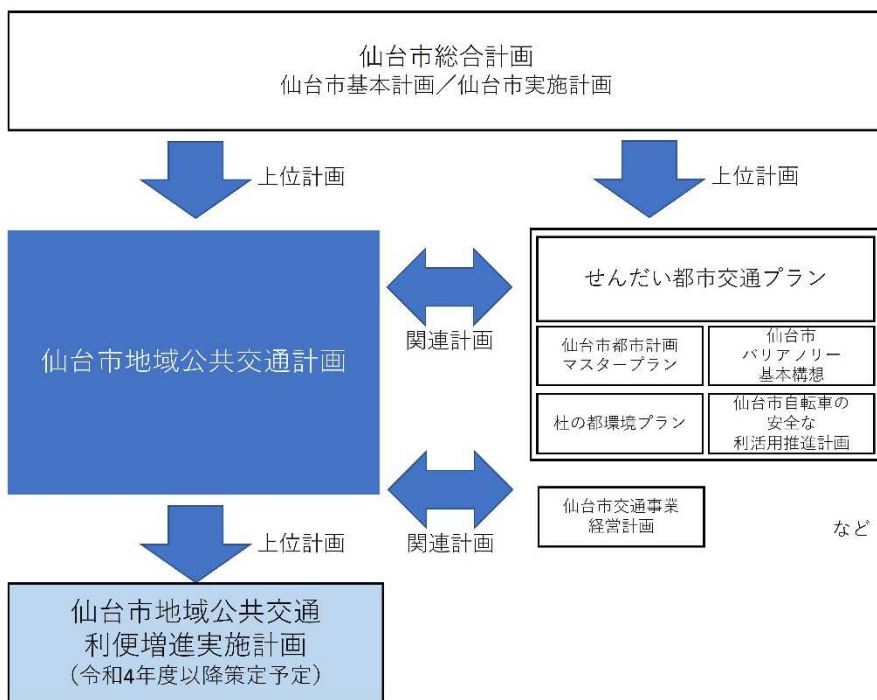 仙台市総合計画
仙台市基本計画／仙台市実施計画
上位計画
上位計画
仙台市地域公共交通計画
関連計画
せんだい都市交通プラン
仙台市都市計画
マスタープラン
仙台市
バリアフリー
基本構想
杜の都環境プラン
仙台市自転車の
安全な
利活用推進計画
上位計画
関連計画
仙台市交通事業
経営計画
など
仙台市地域公共交通
利便増進実施計画
（令和4年度以降策定予定）